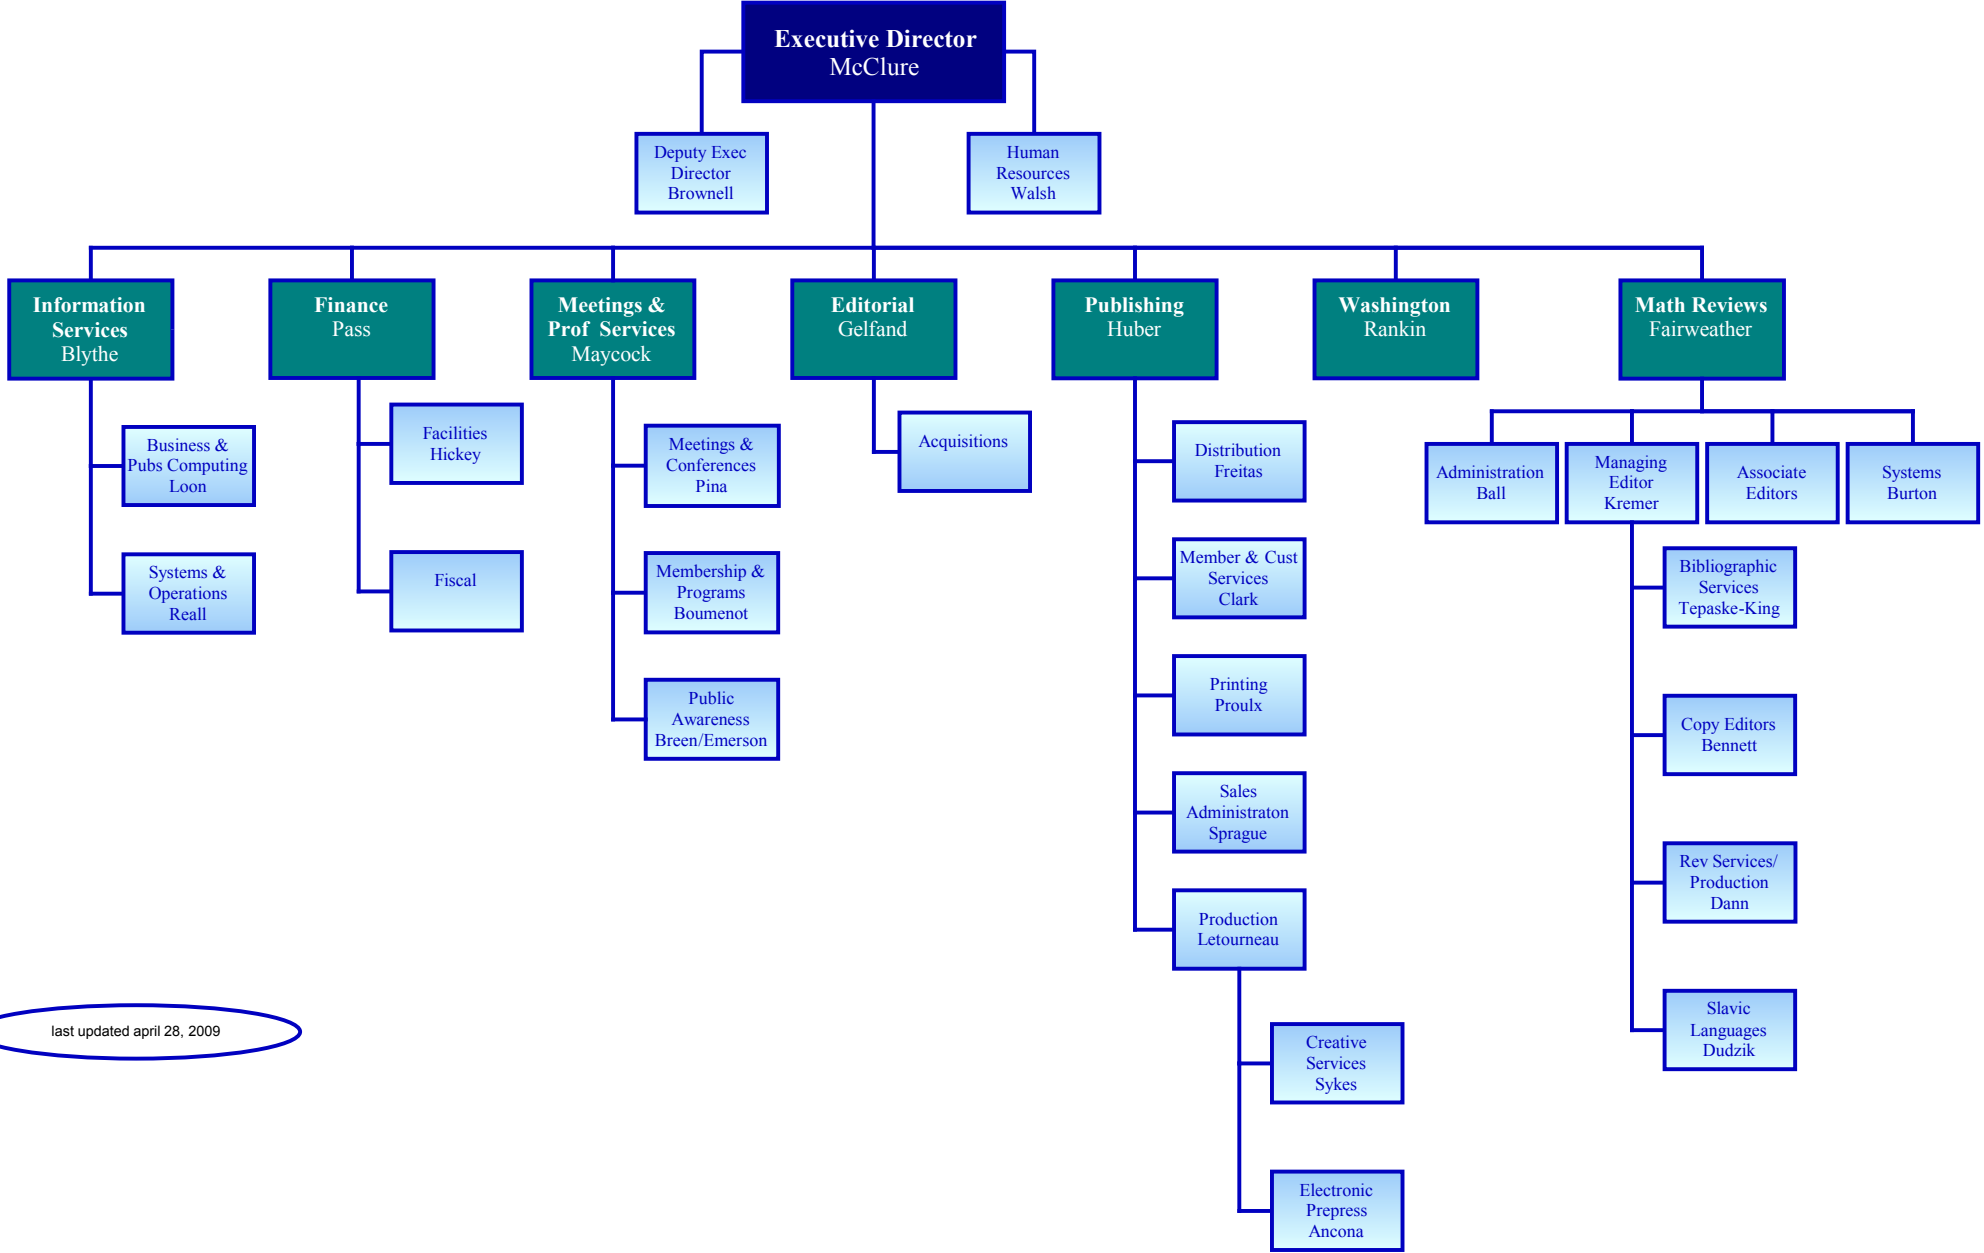 Executive Director
McClure
Deputy Exec
Director
Brownell
Human
Resources
Walsh
Information
Services
Blythe
Finance
Pass
Meetings &
Prof Services
Maycock
Editorial
Gelfand
Publishing
Huber
Washington
Rankin
Math Reviews
Fairweather
Business &
Pubs Computing
Loon
Systems &
Operations
Reall
Facilities
Hickey
Fiscal
Meetings &
Conferences
Pina
Membership &
Programs
Boumenot
Public
Awareness
Breen/Emerson
Acquisitions
Distribution
Freitas
Member & Cust
Services
Clark
Printing
Proulx
Sales
Administraton
Sprague
Production
Letourneau
Creative
Services
Sykes
Electronic
Prepress
Ancona
Administration
Ball
Managing
Editor
Kremer
Associate
Editors
Systems
Burton
Bibliographic
Services
Tepaske-King
Copy Editors
Bennett
Rev Services/
Production
Dann
Slavic
Languages
Dudzik
last updated april 28, 2009